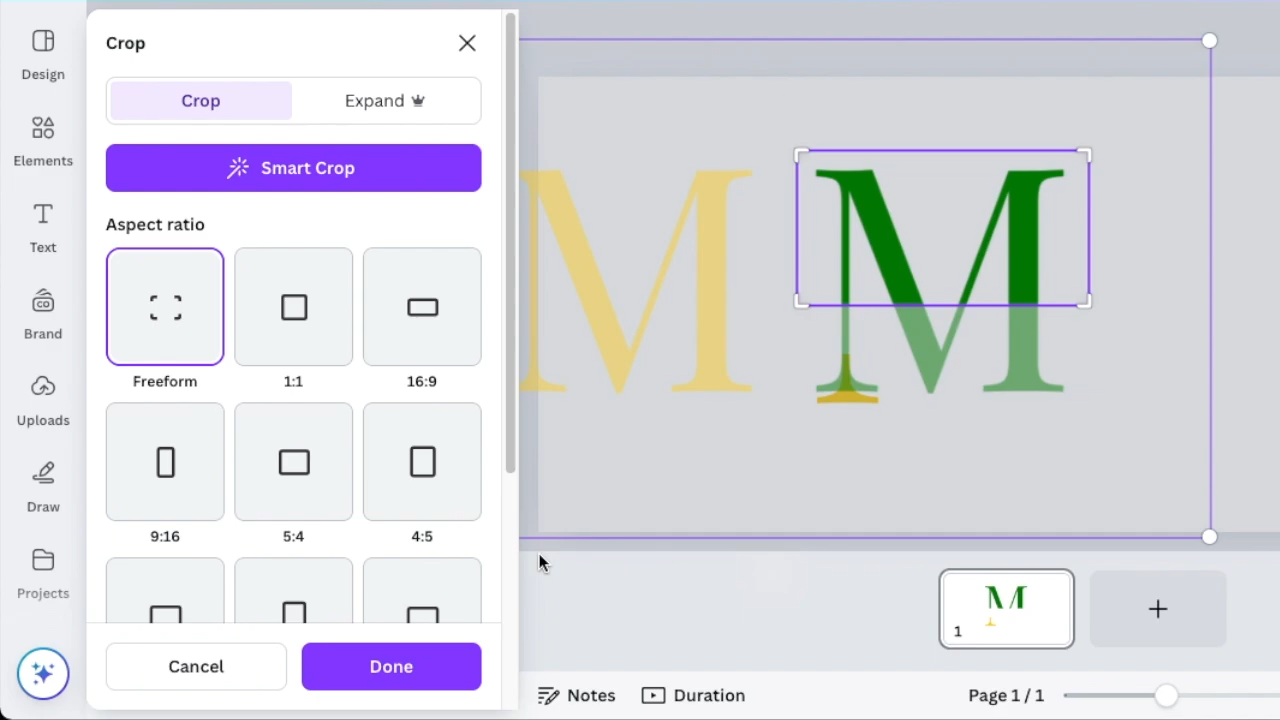 Design
Elements
Text
Brand
Uploads
Draw
Projects
Crop
Crop
Expand
Smart Crop
Aspect ratio
Freeform
1:1
16:9
9:16
5:4
4:5
Cancel
Done
M M
M
1
+
Notes
Duration
Page 1 / 1